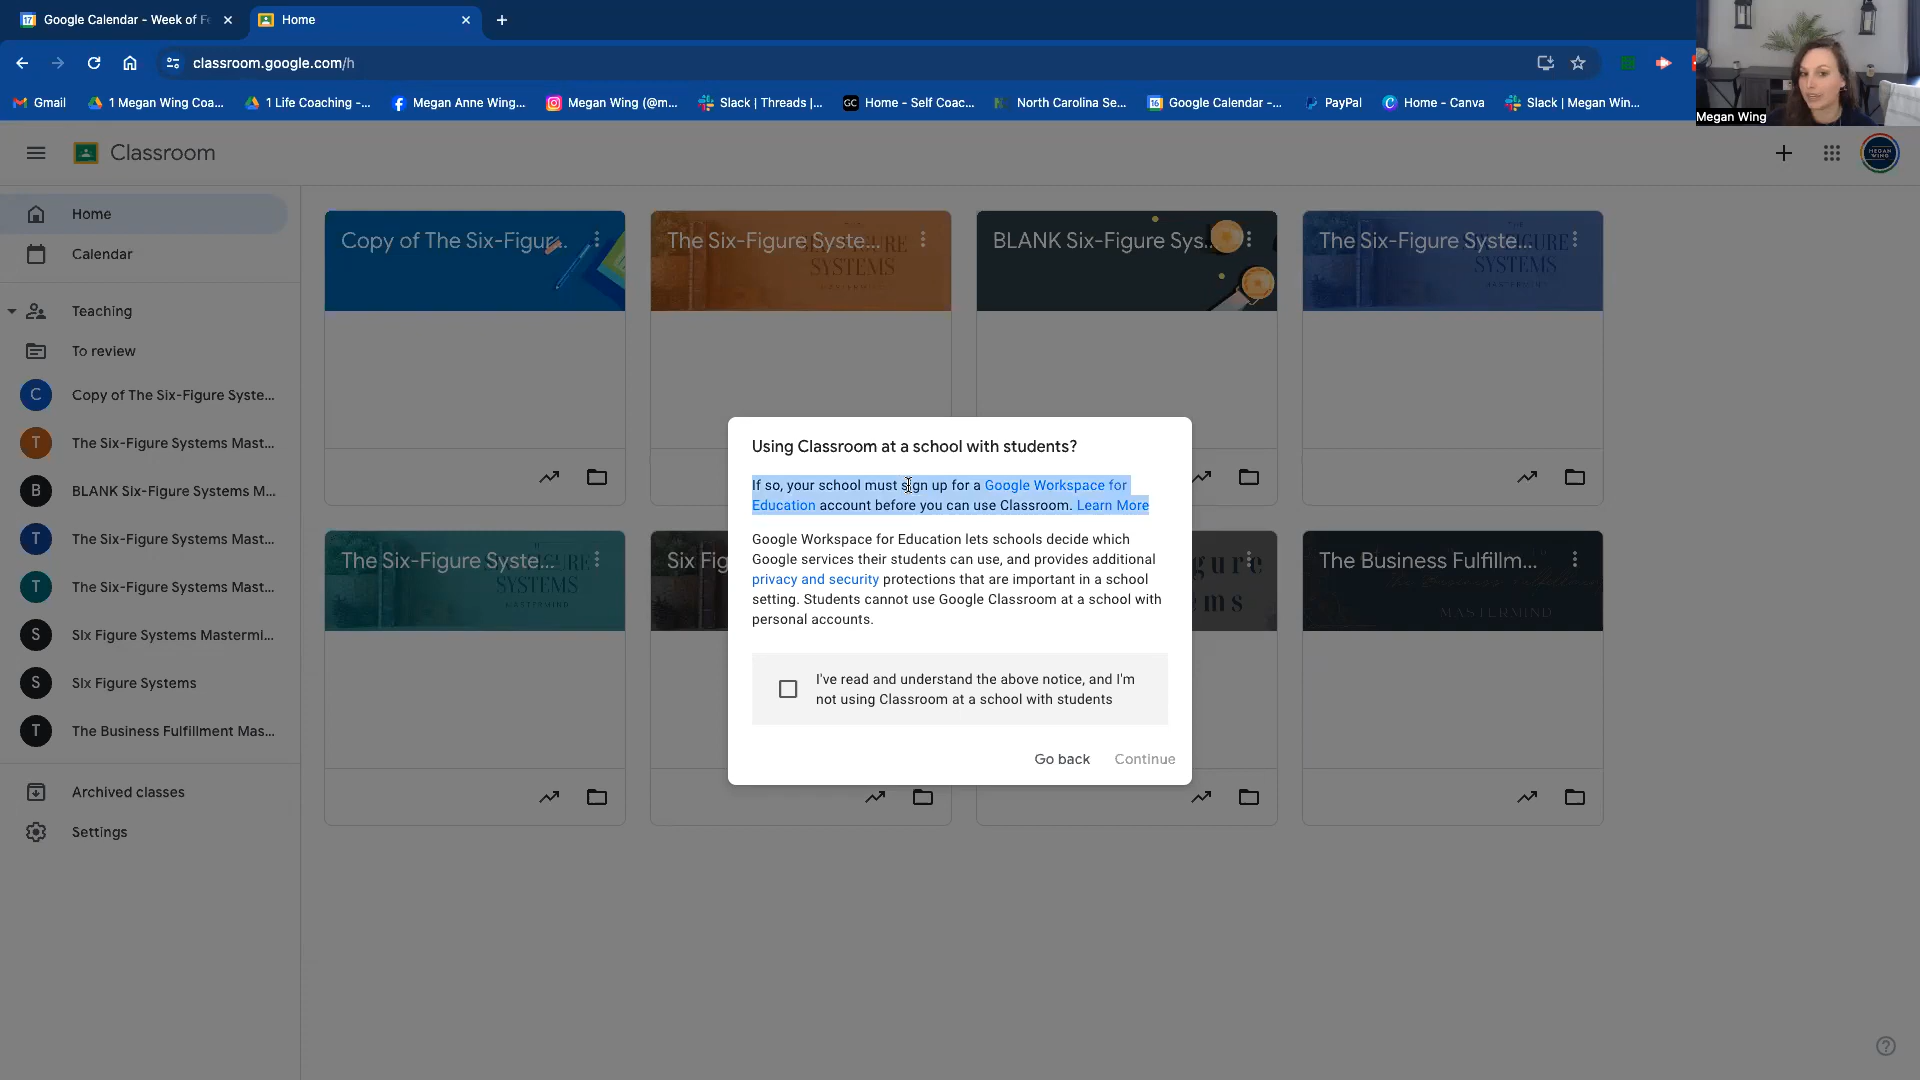 Google Calendar - Week of Fe
Home
classroom.google.com/h
Gmail
1 Megan Wing Coa...
1 Life Coaching -...
Megan Anne Wing...
Megan Wing (@m...
Slack | Threads |...
Home - Self Coac...
North Carolina Se...
Google Calendar -...
PayPal
Home - Canva
Slack | Megan Win...
Megan Wing
Classroom
Home
Calendar
Teaching
To review
C Copy of The Six-Figure Syste...
T The Six-Figure Systems Mast...
B BLANK Six-Figure Systems M...
T The Six-Figure Systems Mast...
T The Six-Figure Systems Mast...
S SIx Figure Systems Mastermi...
S SIx Figure Systems
T The Business Fulfillment Mas...
Archived classes
Settings
Copy of The Six-Figur...
The Six-Figure Syste...
SYSTEMS
BLANK Six-Figure Sys...
The Six-Figure Syste...
SYSTEMS
The Six-Figure Syste...
SYSTEMS
MASTERMIND
Six Fig
The Business Fulfillm...
MASTERMIND
Using Classroom at a school with students?
If so, your school must sign up for a Google Workspace for
Education account before you can use Classroom. Learn More
Google Workspace for Education lets schools decide which
Google services their students can use, and provides additional
privacy and security protections that are important in a school
setting. Students cannot use Google Classroom at a school with
personal accounts.
I've read and understand the above notice, and I'm
not using Classroom at a school with students
Go back
Continue